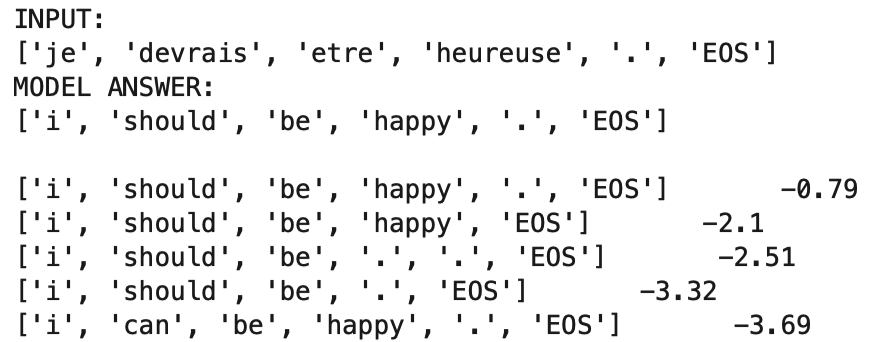 INPUT:
['je', 'devrais', 'etre', 'heureuse', '.', 'EOS']
MODEL ANSWER:
['i', 'should', 'be', 'happy', '.', 'EOS']
['i', 'should', 'be', 'happy', '.', 'EOS'] -0.79
['i', 'should', 'be', 'happy', 'EOS'] -2.1
['i', 'should', 'be', '.', '.', 'EOS'] -2.51
['i', 'should', 'be', '.', 'EOS'] -3.32
['i', 'can', 'be', 'happy', '.', 'EOS'] -3.69